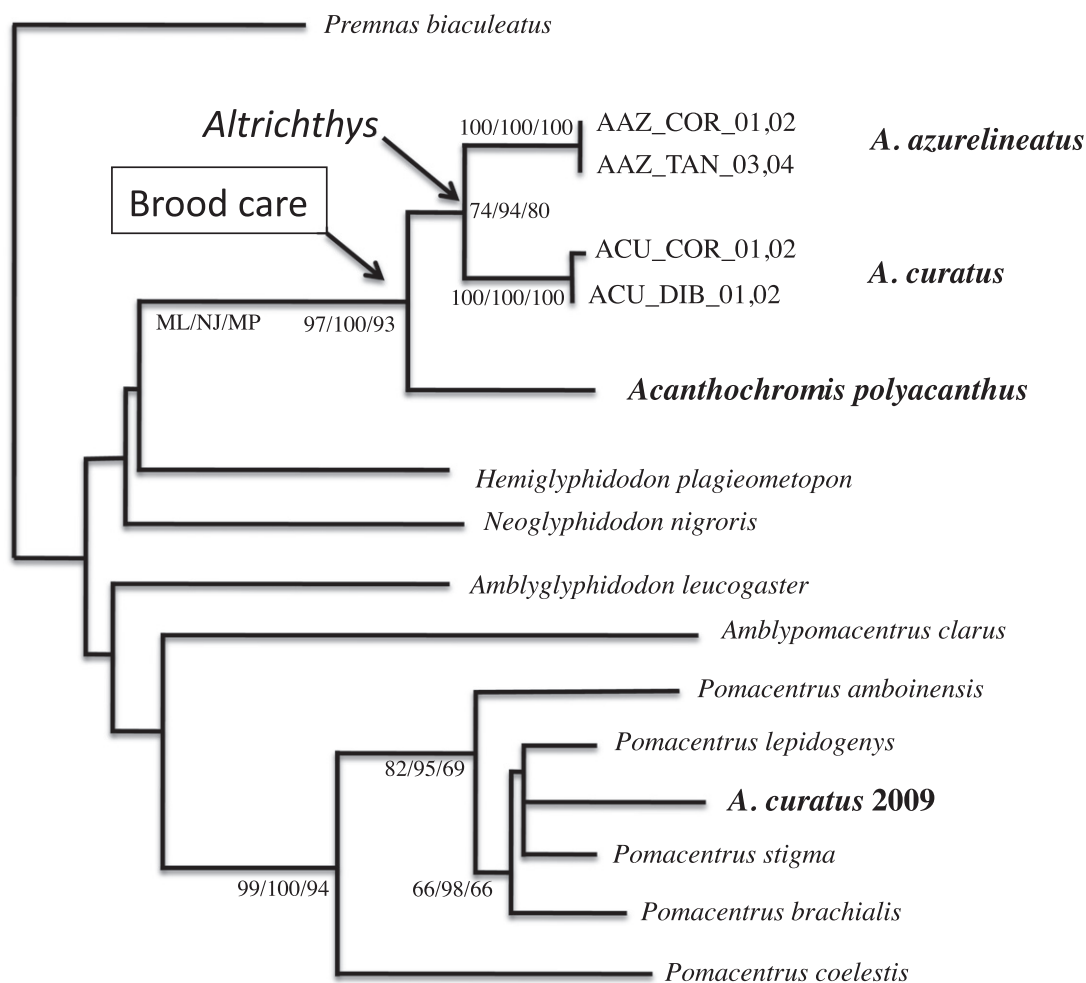 Premnas biaculeatus
Altrichthys
100/100/100
AAZ_COR_01,02
A. azurelineatus
AAZ_TAN_03,04
Brood care
74/94/80
ACU_COR_01,02
A. curatus
100/100/100
ACU_DIB_01,02
ML/NJ/MP
97/100/93
Acanthochromis polyacanthus
Hemiglyphidodon plagieometopon
Neoglyphidodon nigroris
Amblyglyphidodon leucogaster
Amblypomacentrus clarus
Pomacentrus amboinensis
Pomacentrus lepidogenys
82/95/69
A. curatus 2009
Pomacentrus stigma
99/100/94
66/98/66
Pomacentrus brachialis
Pomacentrus coelestis